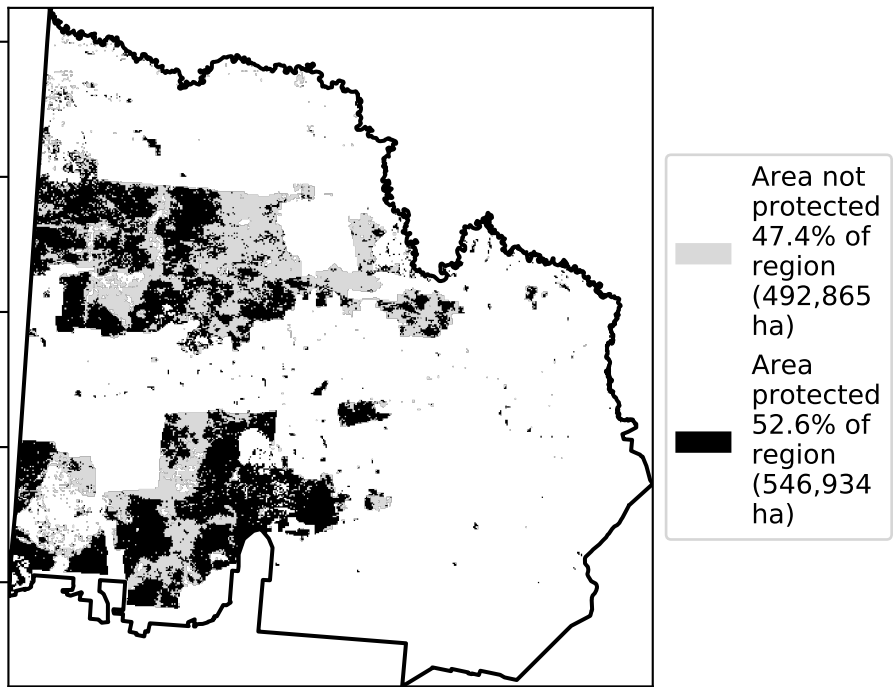 Area not
protected
47.4% of
region
(492,865
ha)
Area
protected
52.6% of
region
(546,934
ha)